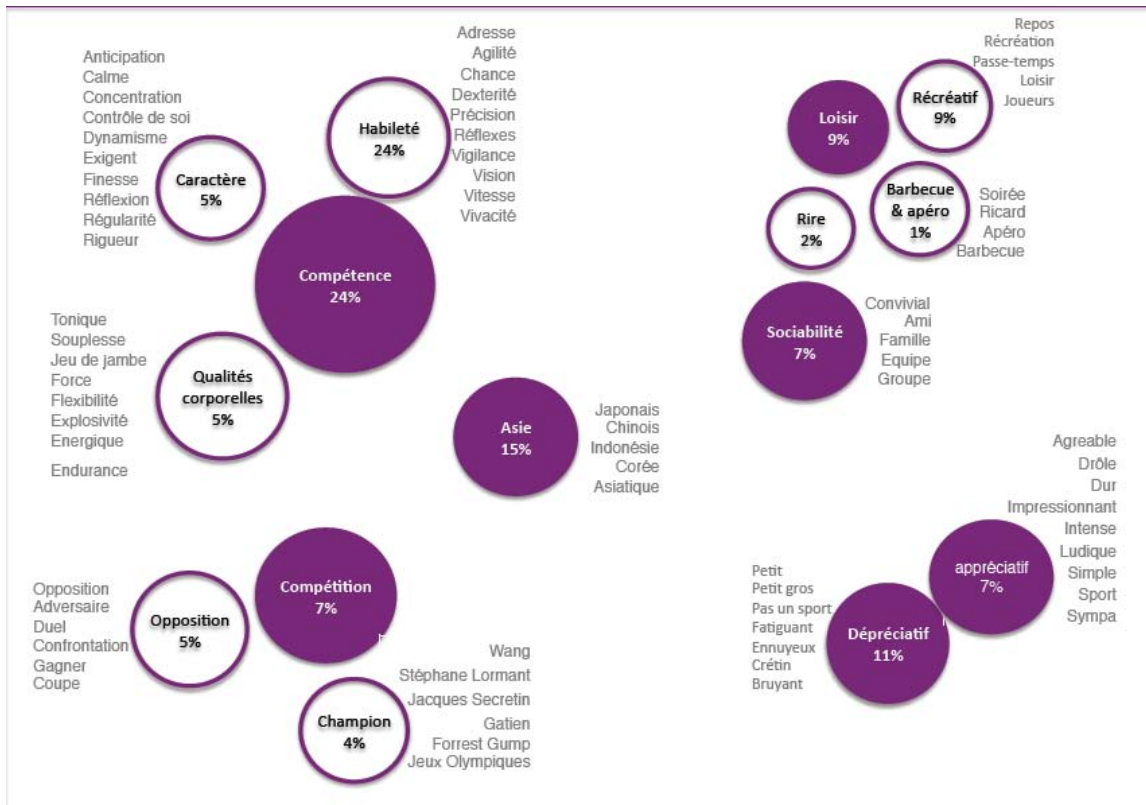 Anticipation
Calme
Concentration
Contrôle de soi
Dynamisme
Exigent
Finesse
Réflexion
Régularité
Rigueur
Caractère
5%
Habileté
24%
Adresse
Agilité
Chance
Dexterité
Précision
Réflexes
Vigilance
Vision
Vitesse
Vivacité
Compétence
24%
Tonique
Souplesse
Jeu de jambe
Force
Flexibilité
Explosivité
Energique
Endurance
Qualités
corporelles
5%
Asie
15%
Japonais
Chinois
Indonésie
Corée
Asiatique
Loisir
9%
Récréatif
9%
Repos
Récréation
Passe-temps
Loisir
Joueurs
Rire
2%
Barbecue
& apéro
1%
Soirée
Ricard
Apéro
Barbecue
Sociabilité
7%
Convivial
Ami
Famille
Equipe
Groupe
Opposition
Adversaire
Duel
Confrontation
Gagner
Coupe
Opposition
5%
Compétition
7%
Champion
4%
Wang
Stéphane Lormant
Jacques Secretin
Gatien
Forrest Gump
Jeux Olympiques
Petit
Petit gros
Pas un sport
Fatiguant
Ennuyeux
Crétin
Bruyant
Dépréciatif
11%
appréciatif
7%
Agreable
Drôle
Dur
Impressionnant
Intense
Ludique
Simple
Sport
Sympa